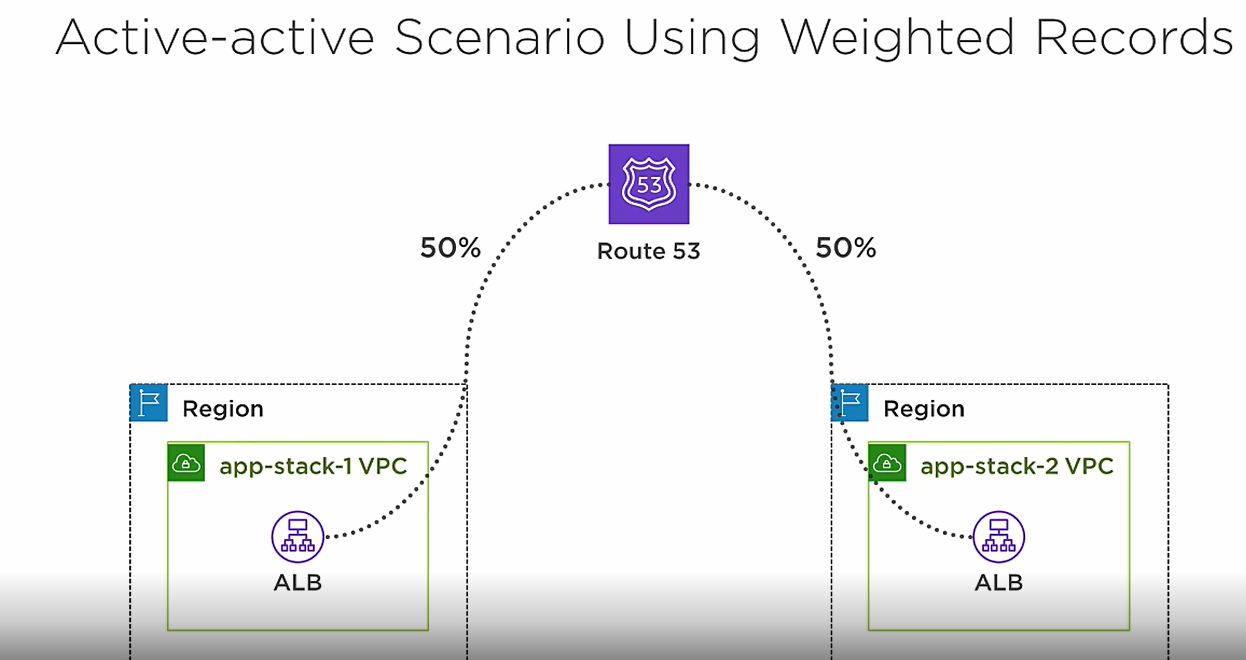 Active-active Scenario Using Weighted Records
53
50%
Route 53
50%
Region
app-stack-1 VPC
ALB
Region
app-stack-2 VPC
ALB